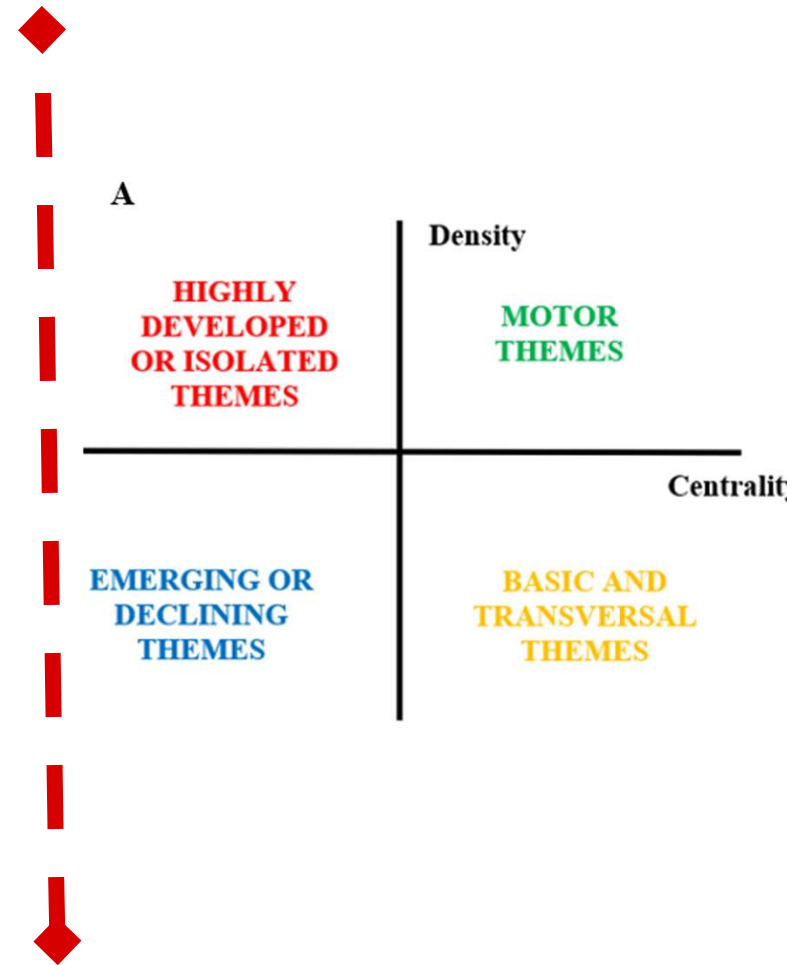 A
Density
HIGHLY
DEVELOPED
OR ISOLATED
THEMES
MOTOR
THEMES
Centrality
EMERGING OR
DECLINING
THEMES
BASIC AND
TRANSVERSAL
THEMES